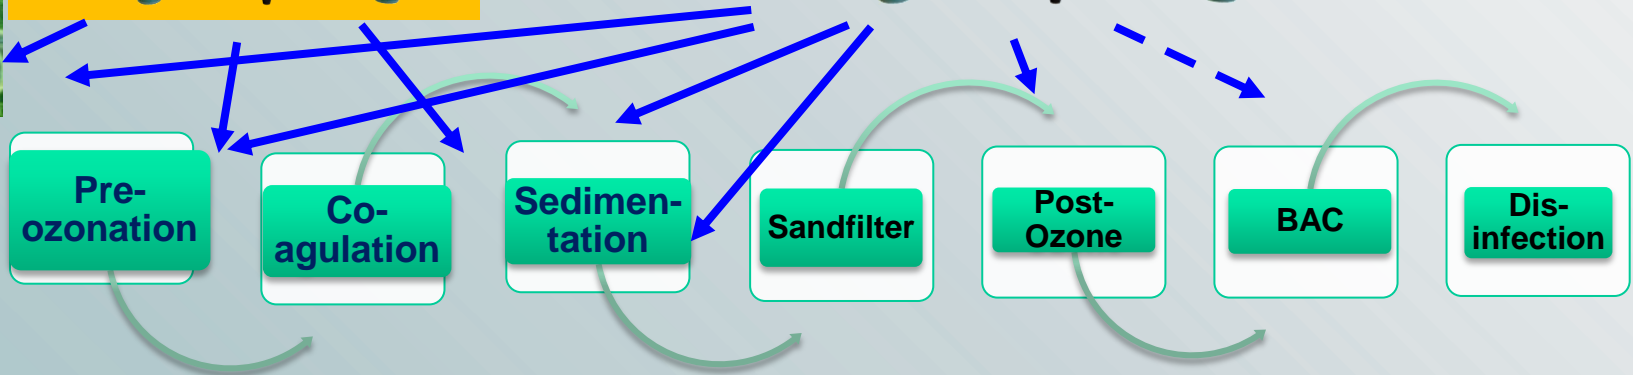 Pre-
ozonation
Co-
agulation
Sedimen-
tation
Sandfilter
Post-
Ozone
BAC
Dis-
infection